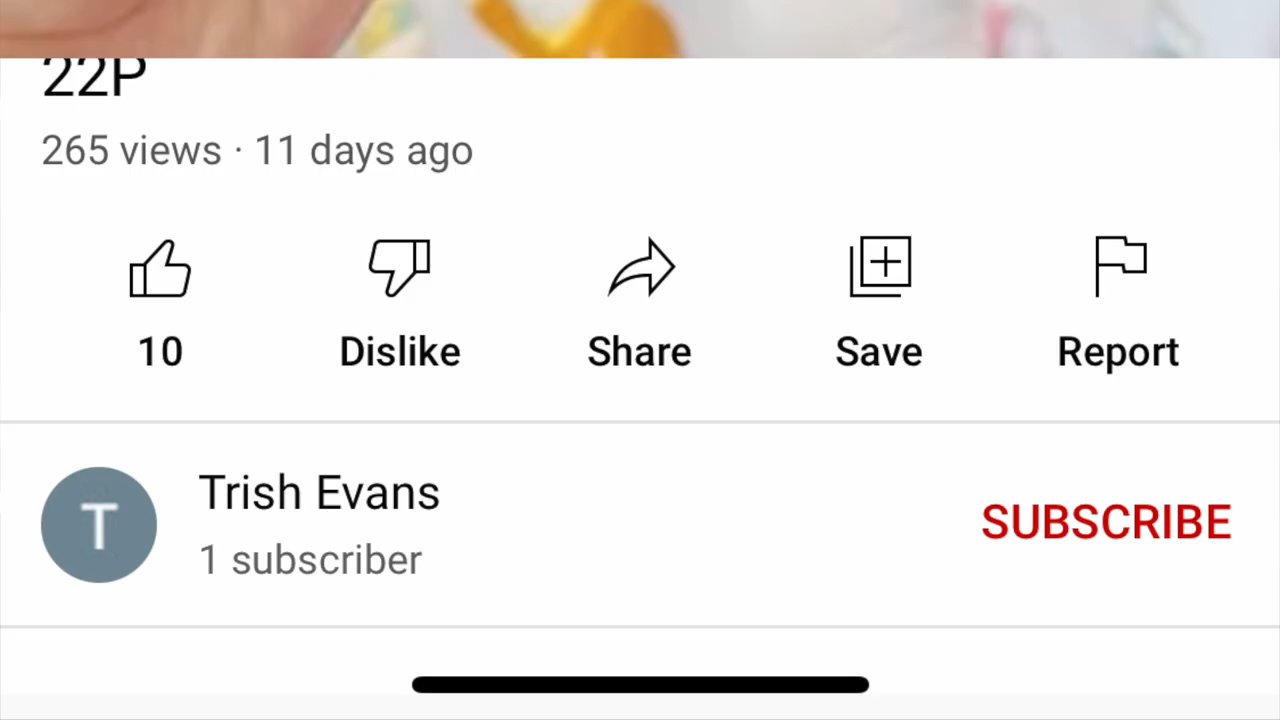 22P
265 views · 11 days ago
10 Dislike Share Save Report
T
Trish Evans
1 subscriber
SUBSCRIBE